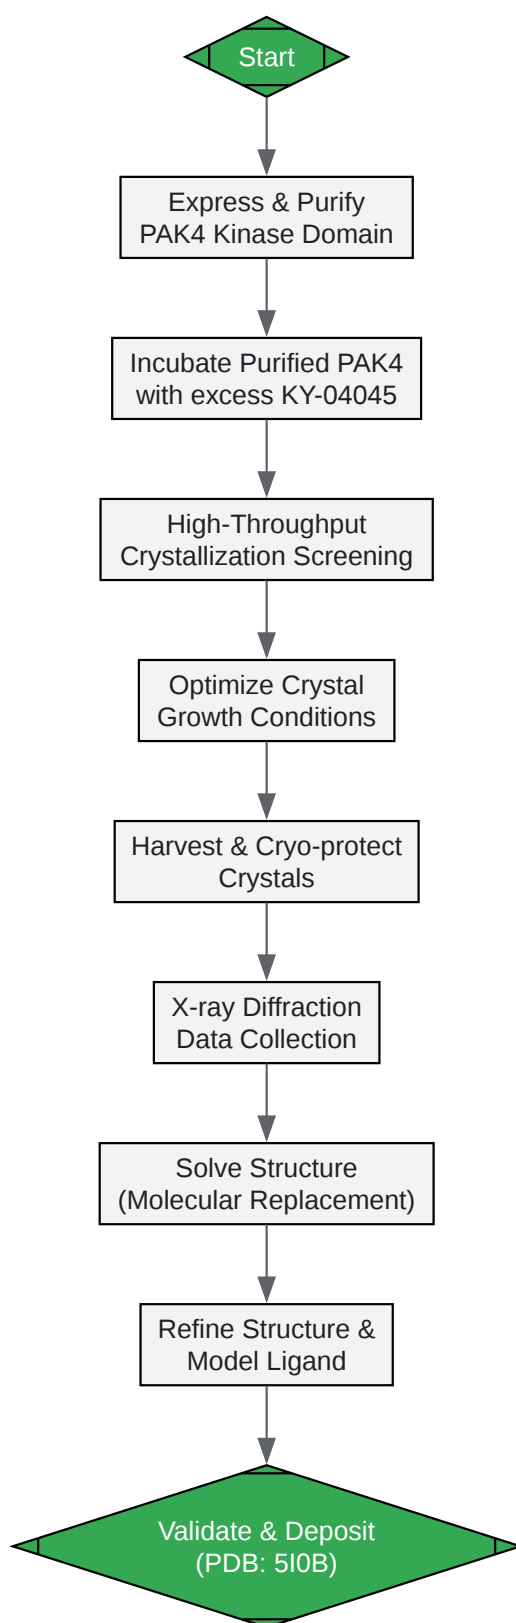 Start
Express & Purify
PAK4 Kinase Domain
Incubate Purified PAK4
with excess KY-04045
High-Throughput
Crystallization Screening
Optimize Crystal
Growth Conditions
Harvest & Cryo-protect
Crystals
X-ray Diffraction
Data Collection
Solve Structure
(Molecular Replacement)
Refine Structure &
Model Ligand
Validate & Deposit
(PDB: 5I0B)